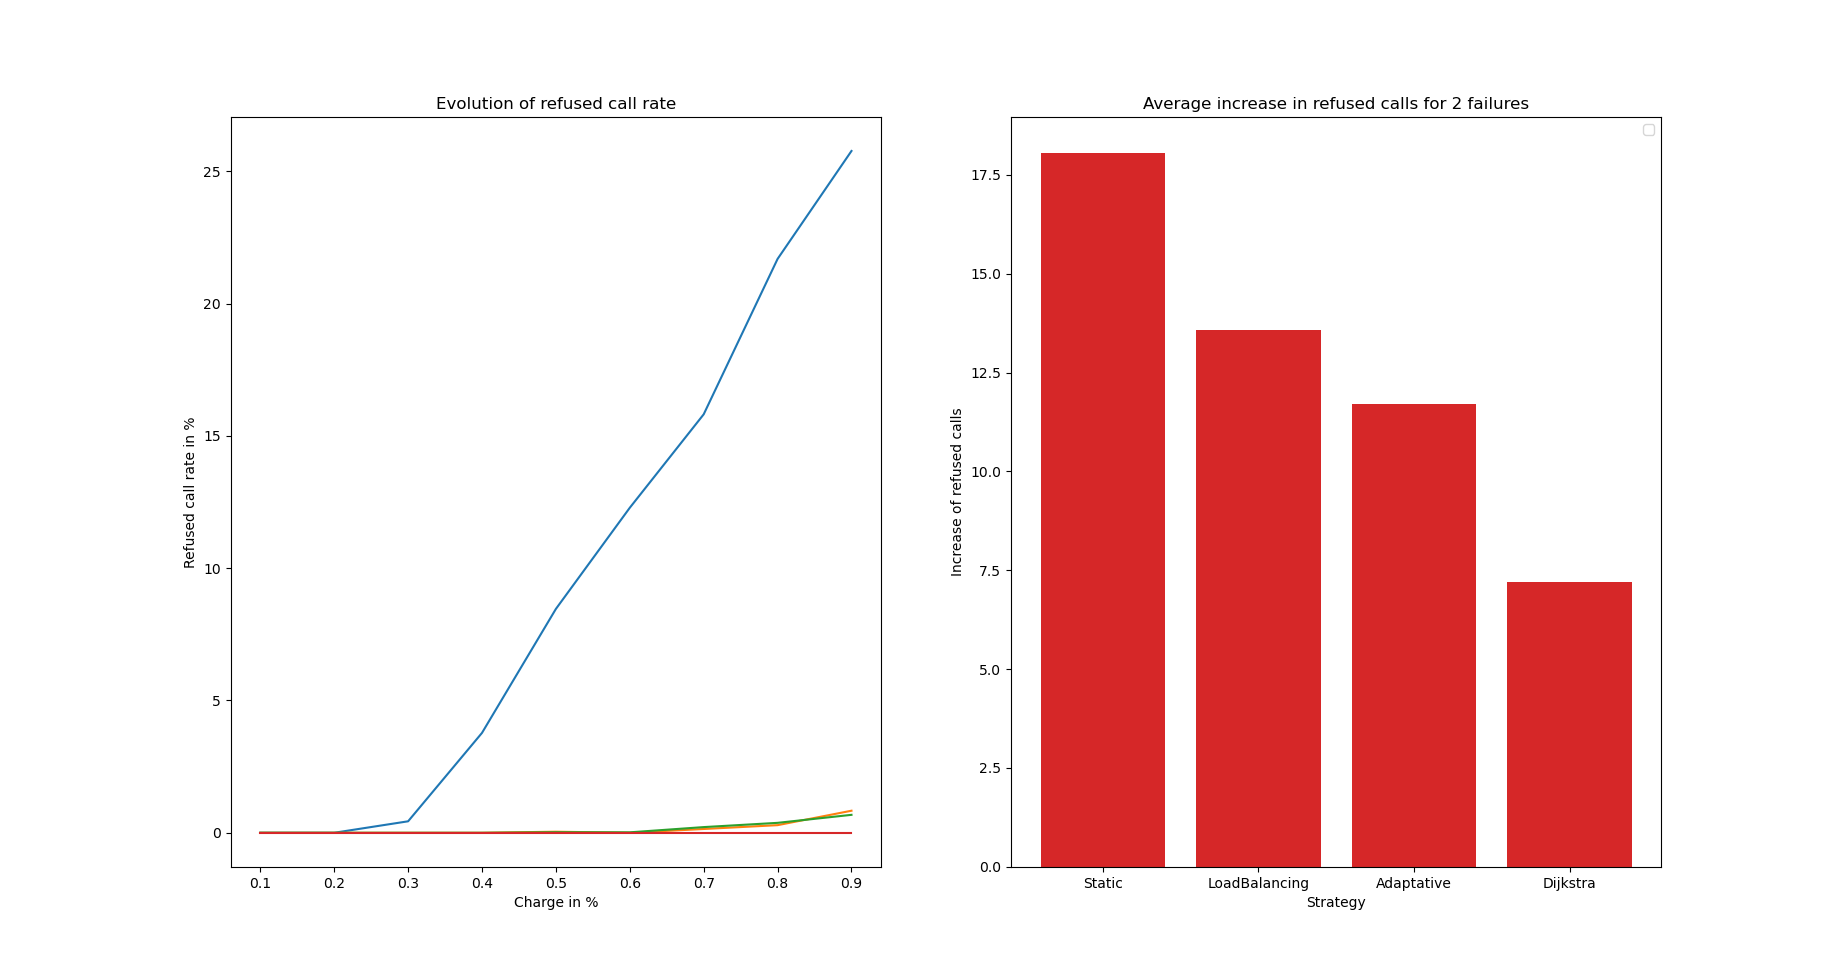 Evolution of refused call rate
25
20
15
10
5
0
Refused call rate in %
0.1 0.2 0.3 0.4 0.5 0.6 0.7 0.8 0.9
Charge in %
Average increase in refused calls for 2 failures
17.5
15.0
12.5
10.0
7.5
5.0
2.5
0.0
Increase of refused calls
Static LoadBalancing Adaptative Dijkstra
Strategy